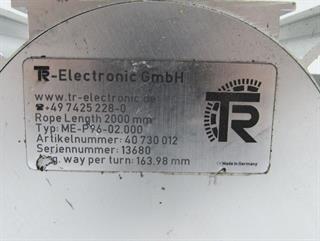 TR-Electronic GmbH
www.tr-electronic.de
☎+49 7425 228-0
Rope Length 2000 mm
Typ: ME-P96-02.000
Artikelnummer: 40 730 012
Seriennummer: 13680
way per turn: 163.98 mm
TR
Made in Germany